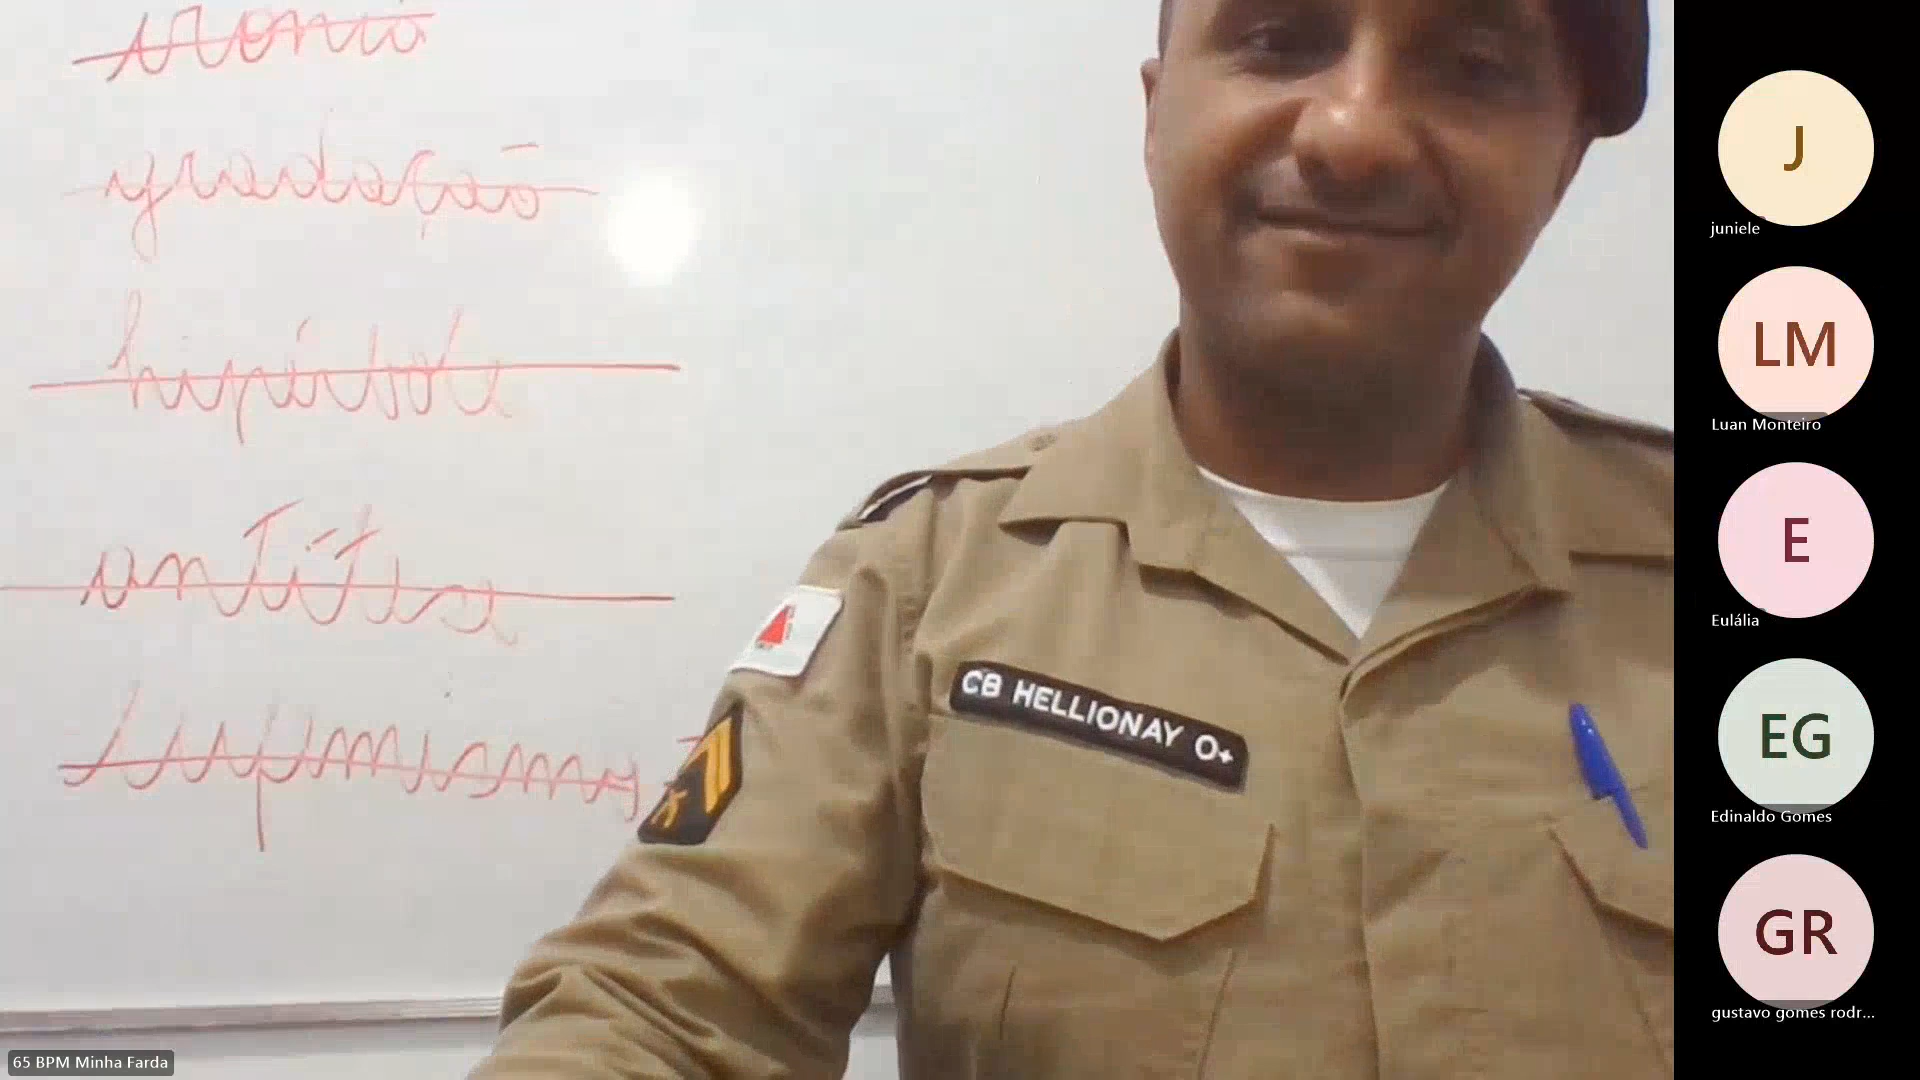 ironia
gradação
hipérbole
antítese
eufemismo
CB HELLIONAY O+
65 BPM Minha Farda
J
juniele
LM
Luan Monteiro
E
Eulália
EG
Edinaldo Gomes
GR
gustavo gomes rodr...